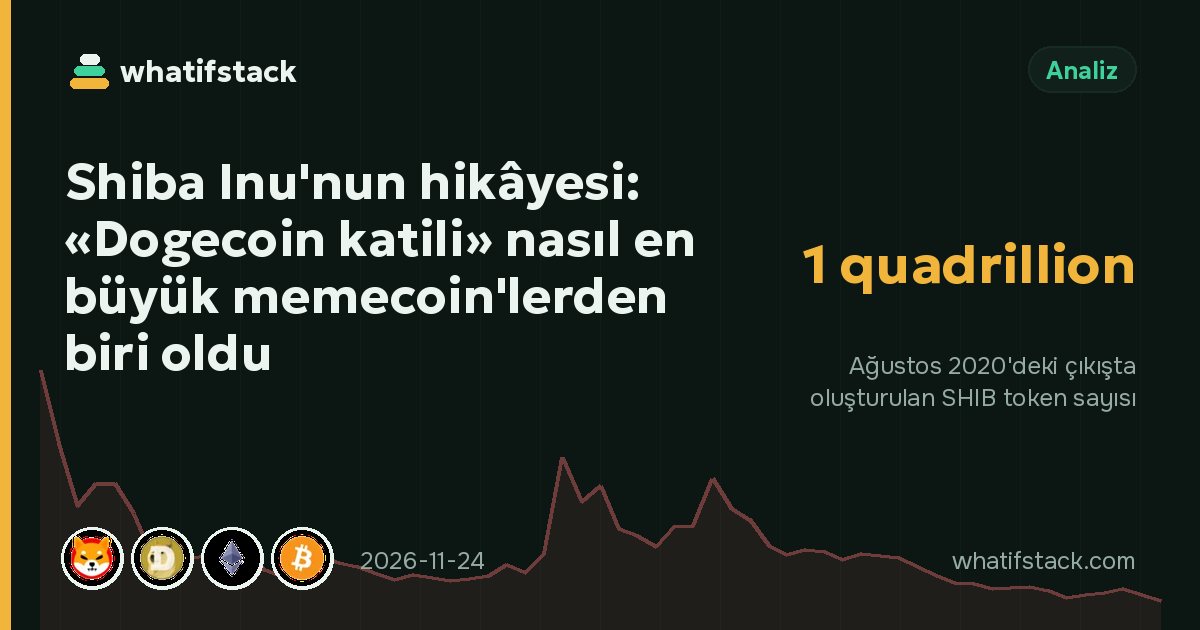 whatifstack
Analiz
Shiba Inu'nun hikâyesi:
«Dogecoin katili» nasıl en
büyük memecoin'lerden
biri oldu
1 quadrillion
Ağustos 2020'deki çıkışta
oluşturulan SHIB token sayısı
2026-11-24
whatifstack.com